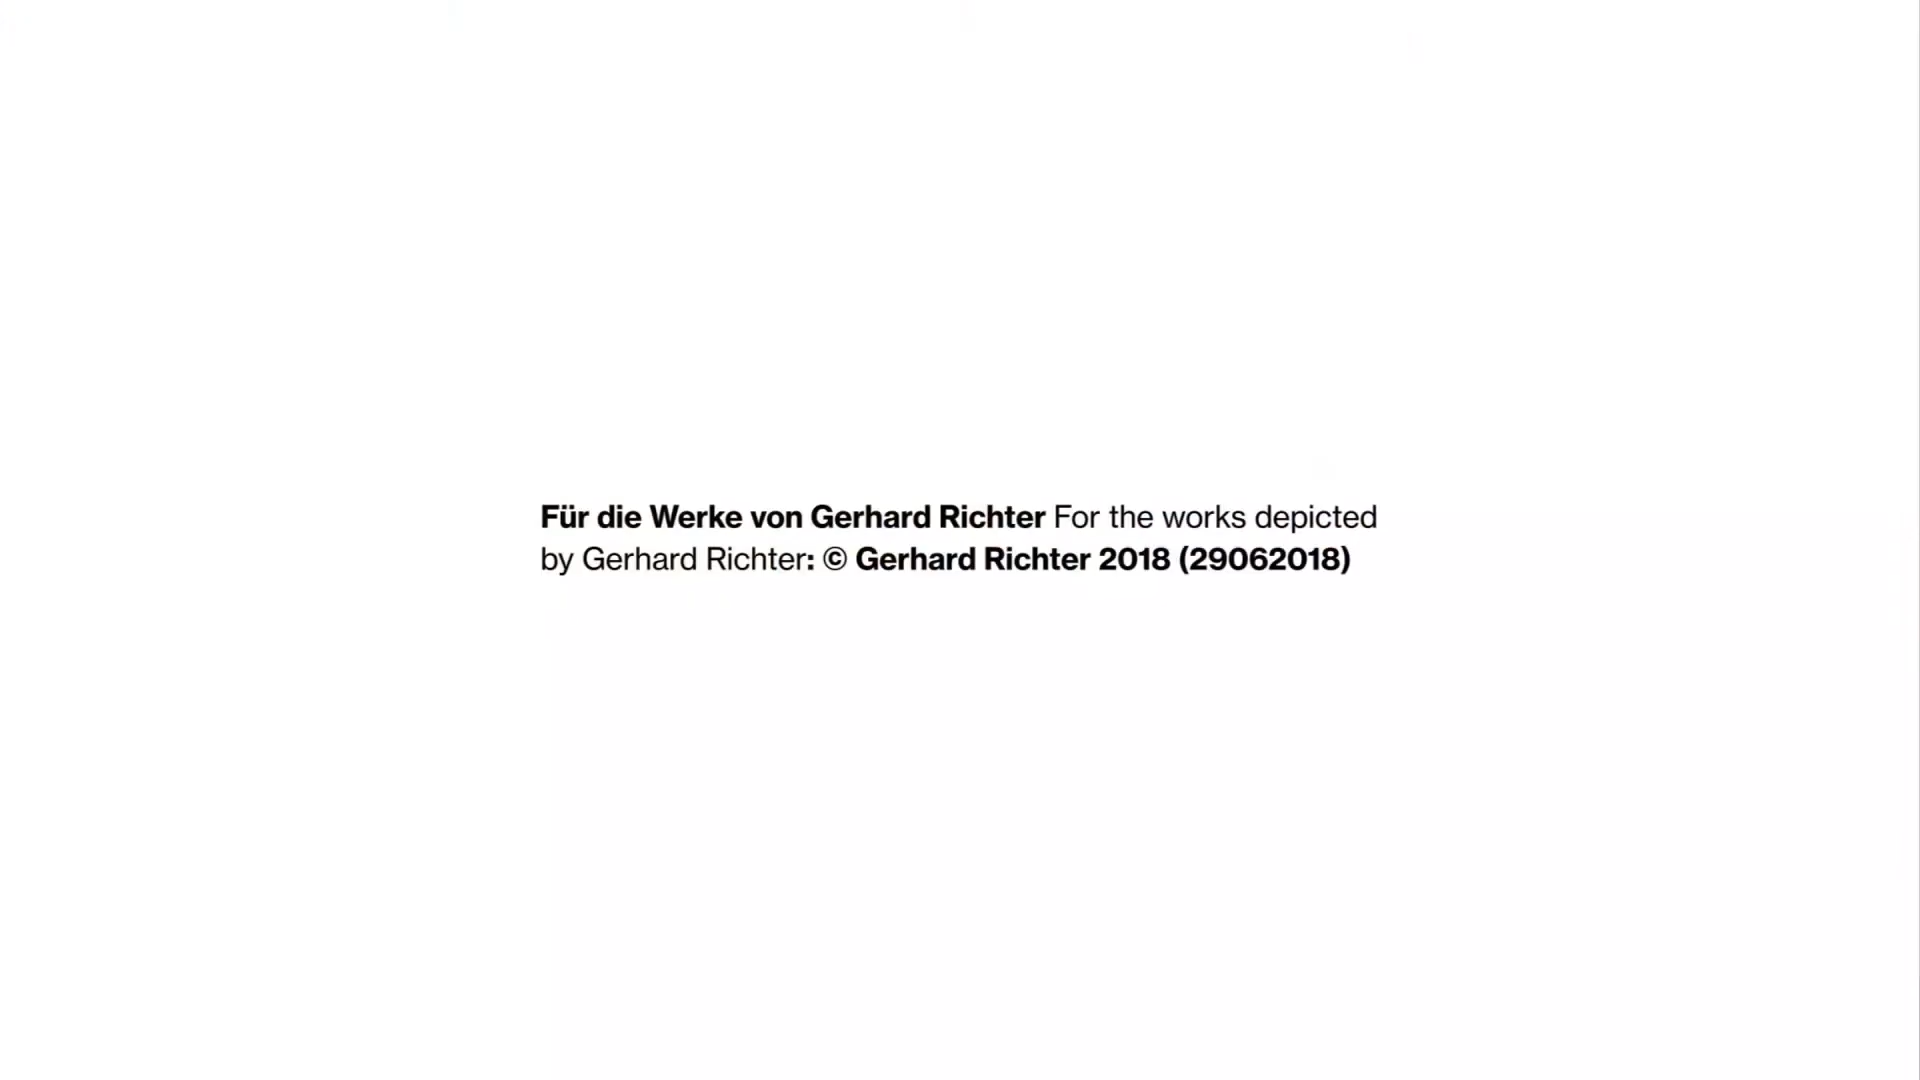 Für die Werke von Gerhard Richter For the works depicted
by Gerhard Richter: © Gerhard Richter 2018 (29062018)